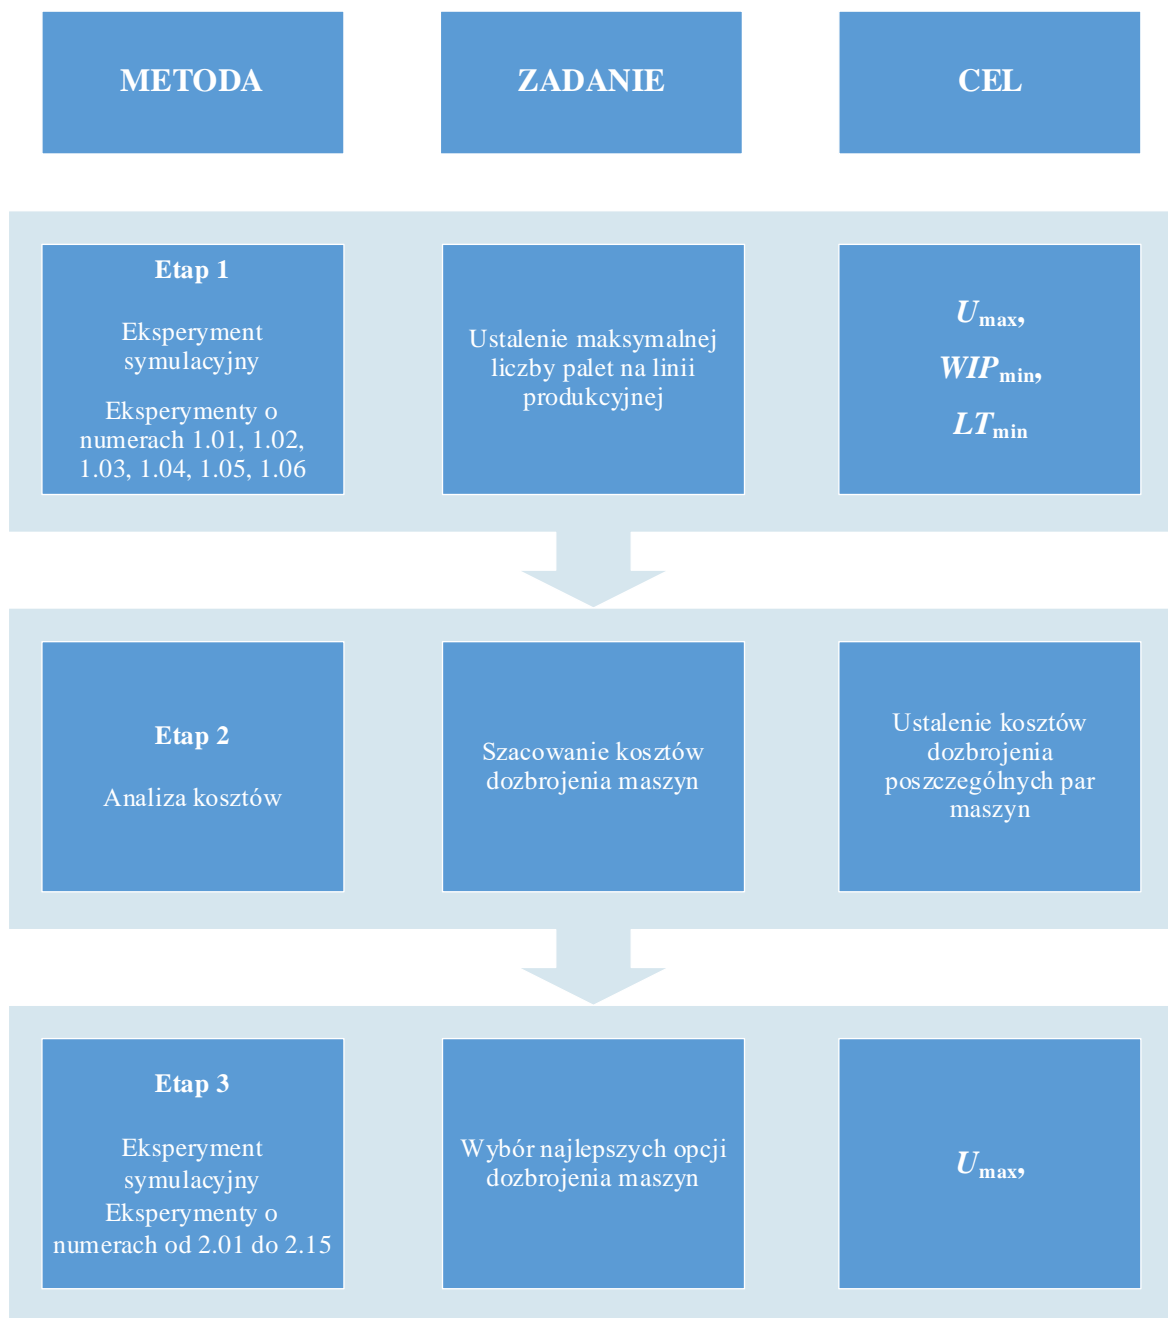 METODA
ZADANIE
CEL
Etap 1
Eksperyment
symulacyjny
Eksperymenty o
numerach 1.01, 1.02,
1.03, 1.04, 1.05, 1.06
Ustalenie maksymalnej
liczby palet na linii
produkcyjnej
Umax,
WIPmin,
LTmin
Etap 2
Analiza kosztów
Szacowanie kosztów
dozbrojenia maszyn
Ustalenie kosztów
dozbrojenia
poszczególnych par
maszyn
Etap 3
Eksperyment
symulacyjny
Eksperymenty o
numerach od 2.01 do 2.15
Wybór najlepszych opcji
dozbrojenia maszyn
Umax,